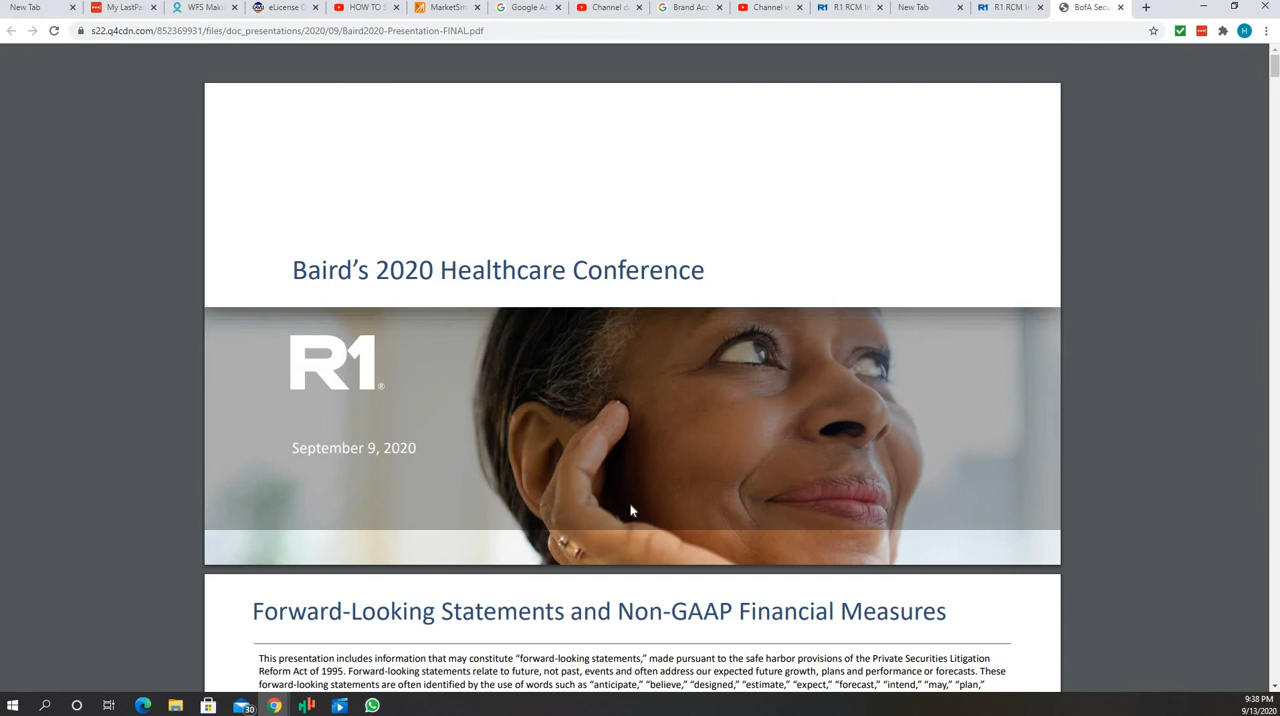 New Tab
My LastPa
WFS Maki
eLicense C
HOW TO S
MarketSm
Google Ac
Channel d
Brand Acc
Channel v
R1 RCM In
New Tab
R1 RCM In
BofA Secu
s22.q4cdn.com/852369931/files/doc_presentations/2020/09/Baird2020-Presentation-FINAL.pdf
H
Baird’s 2020 Healthcare Conference
R1®
September 9, 2020
Forward-Looking Statements and Non-GAAP Financial Measures
This presentation includes information that may constitute “forward-looking statements,” made pursuant to the safe harbor provisions of the Private Securities Litigation
Reform Act of 1995. Forward-looking statements relate to future, not past, events and often address our expected future growth, plans and performance or forecasts. These
forward-looking statements are often identified by the use of words such as “anticipate,” “believe,” “designed,” “estimate,” “expect,” “forecast,” “intend,” “may,” “plan,”
30
9:38 PM
9/13/2020